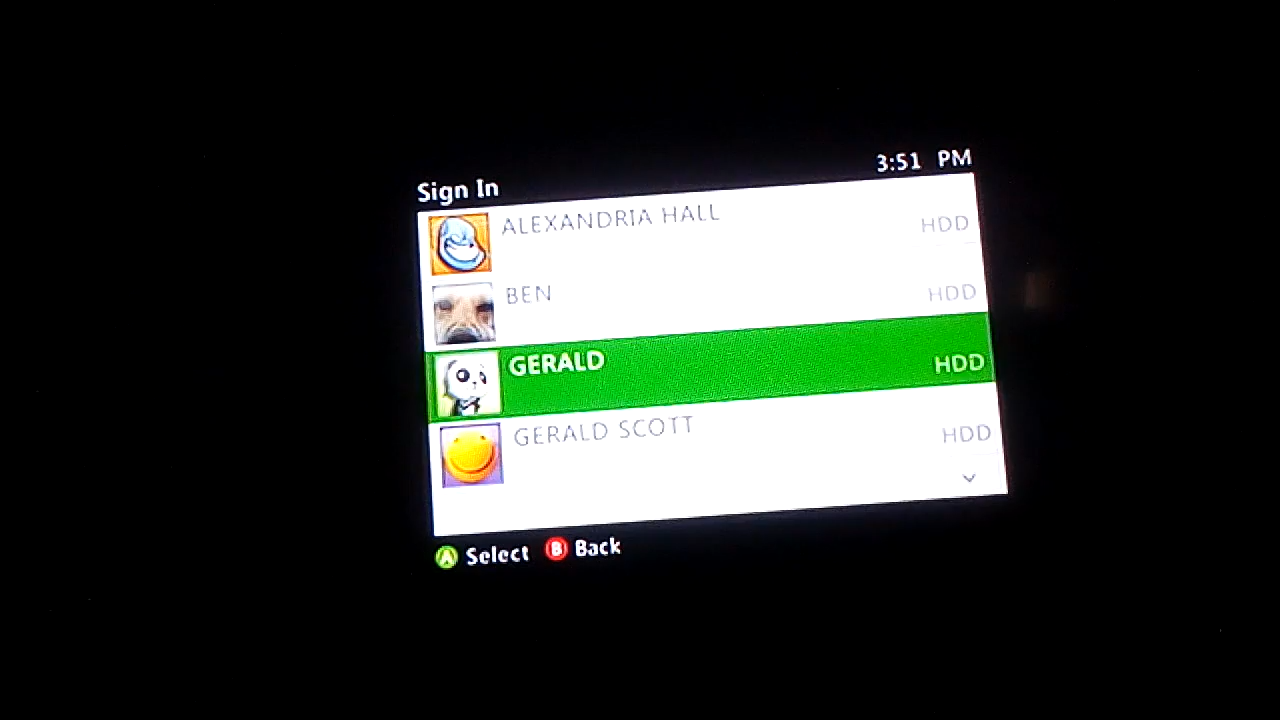 3:51 PM
Sign In
ALEXANDRIA HALL HDD
BEN HDD
GERALD HDD
GERALD SCOTT HDD
A Select B Back